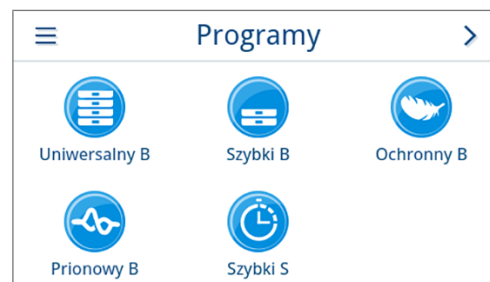 Programy
Uniwersalny B
Szybki B
Ochronny B
Prionowy B
Szybki S